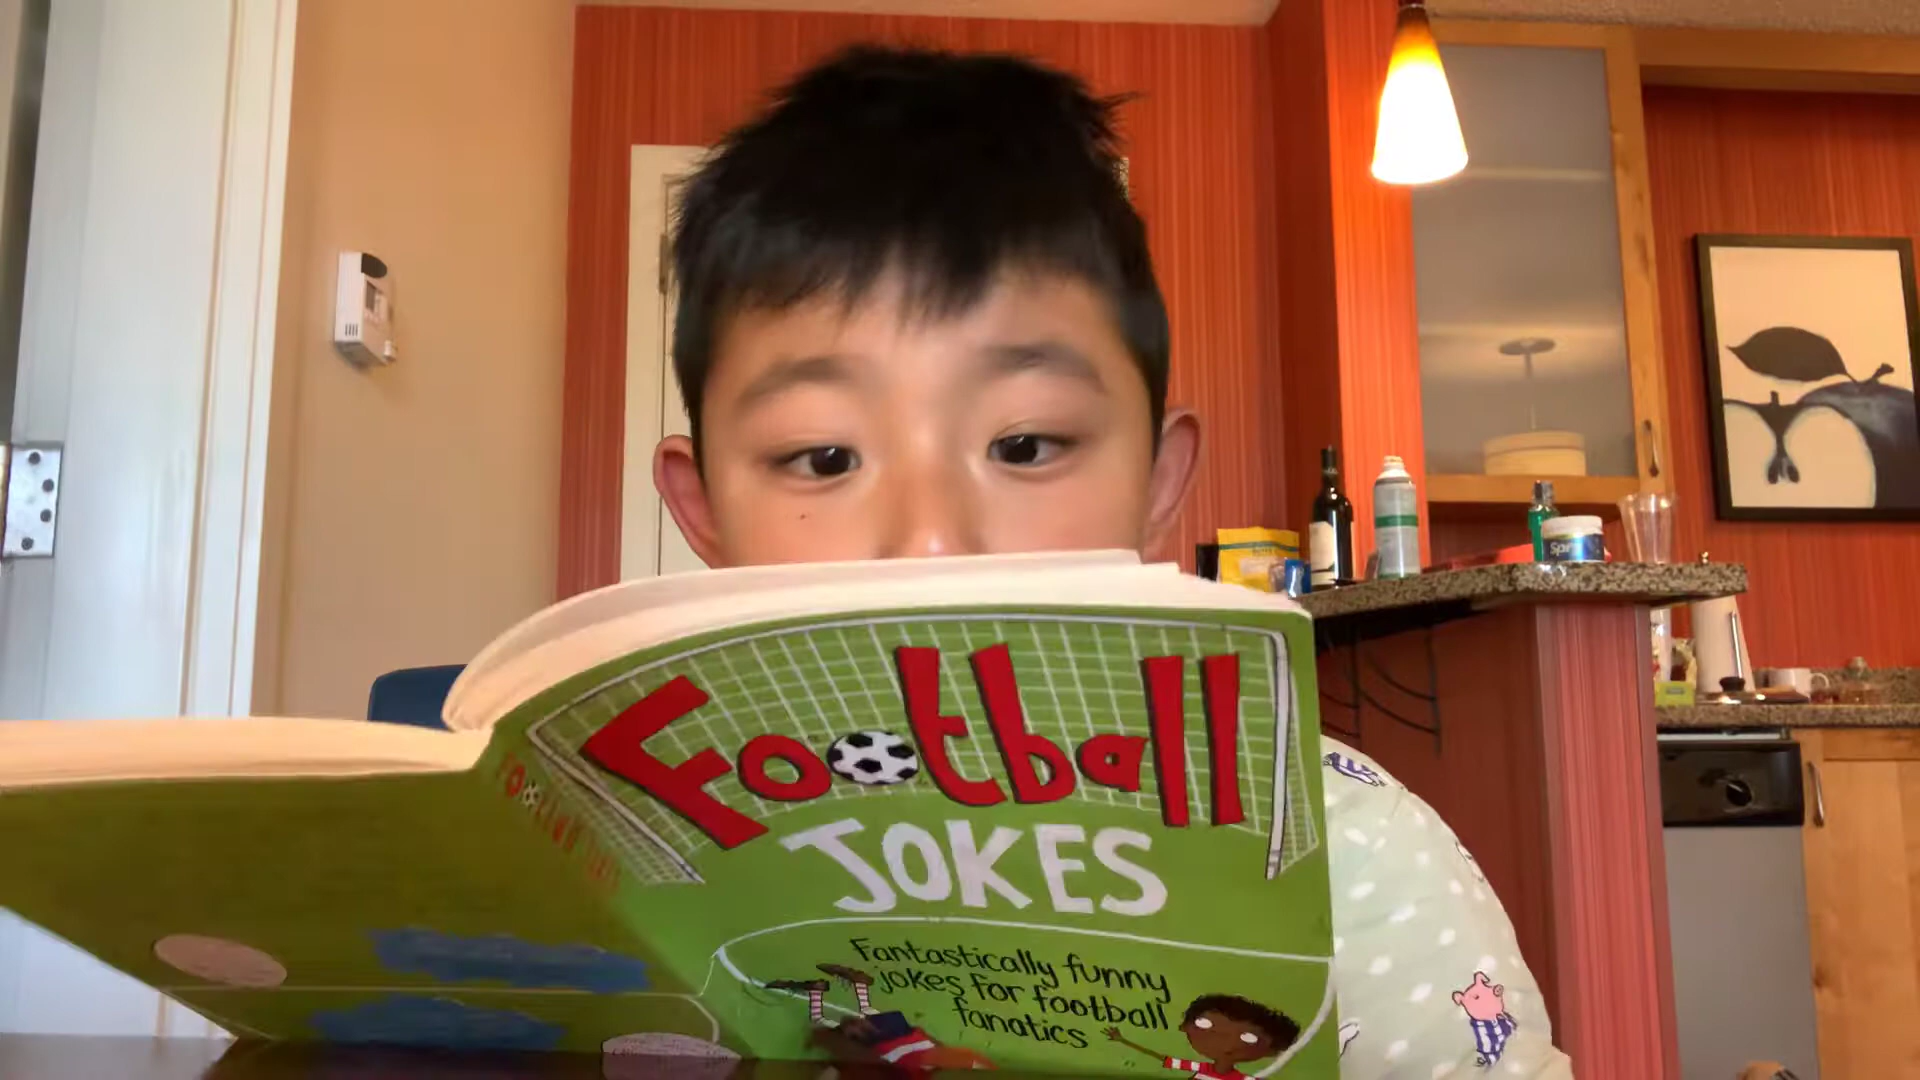 Football
JOKES
Fantastically funny
jokes for football
fanatics